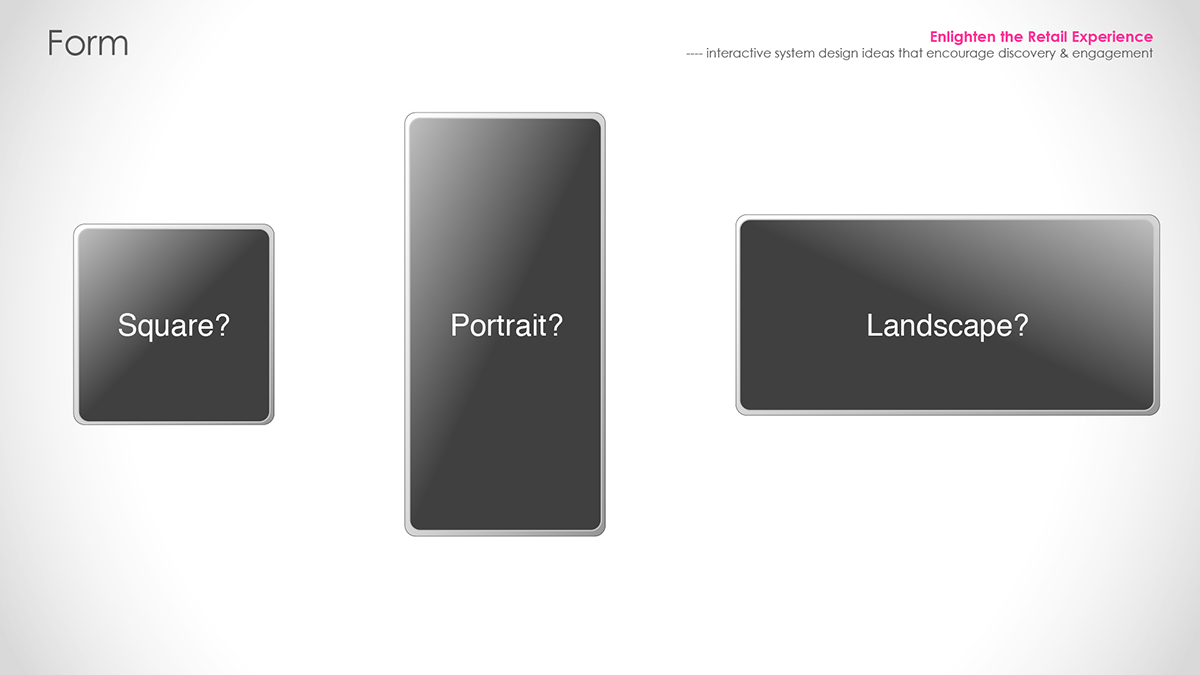 Form
Enlighten the Retail Experience
---- interactive system design ideas that encourage discovery & engagement
Square?
Portrait?
Landscape?